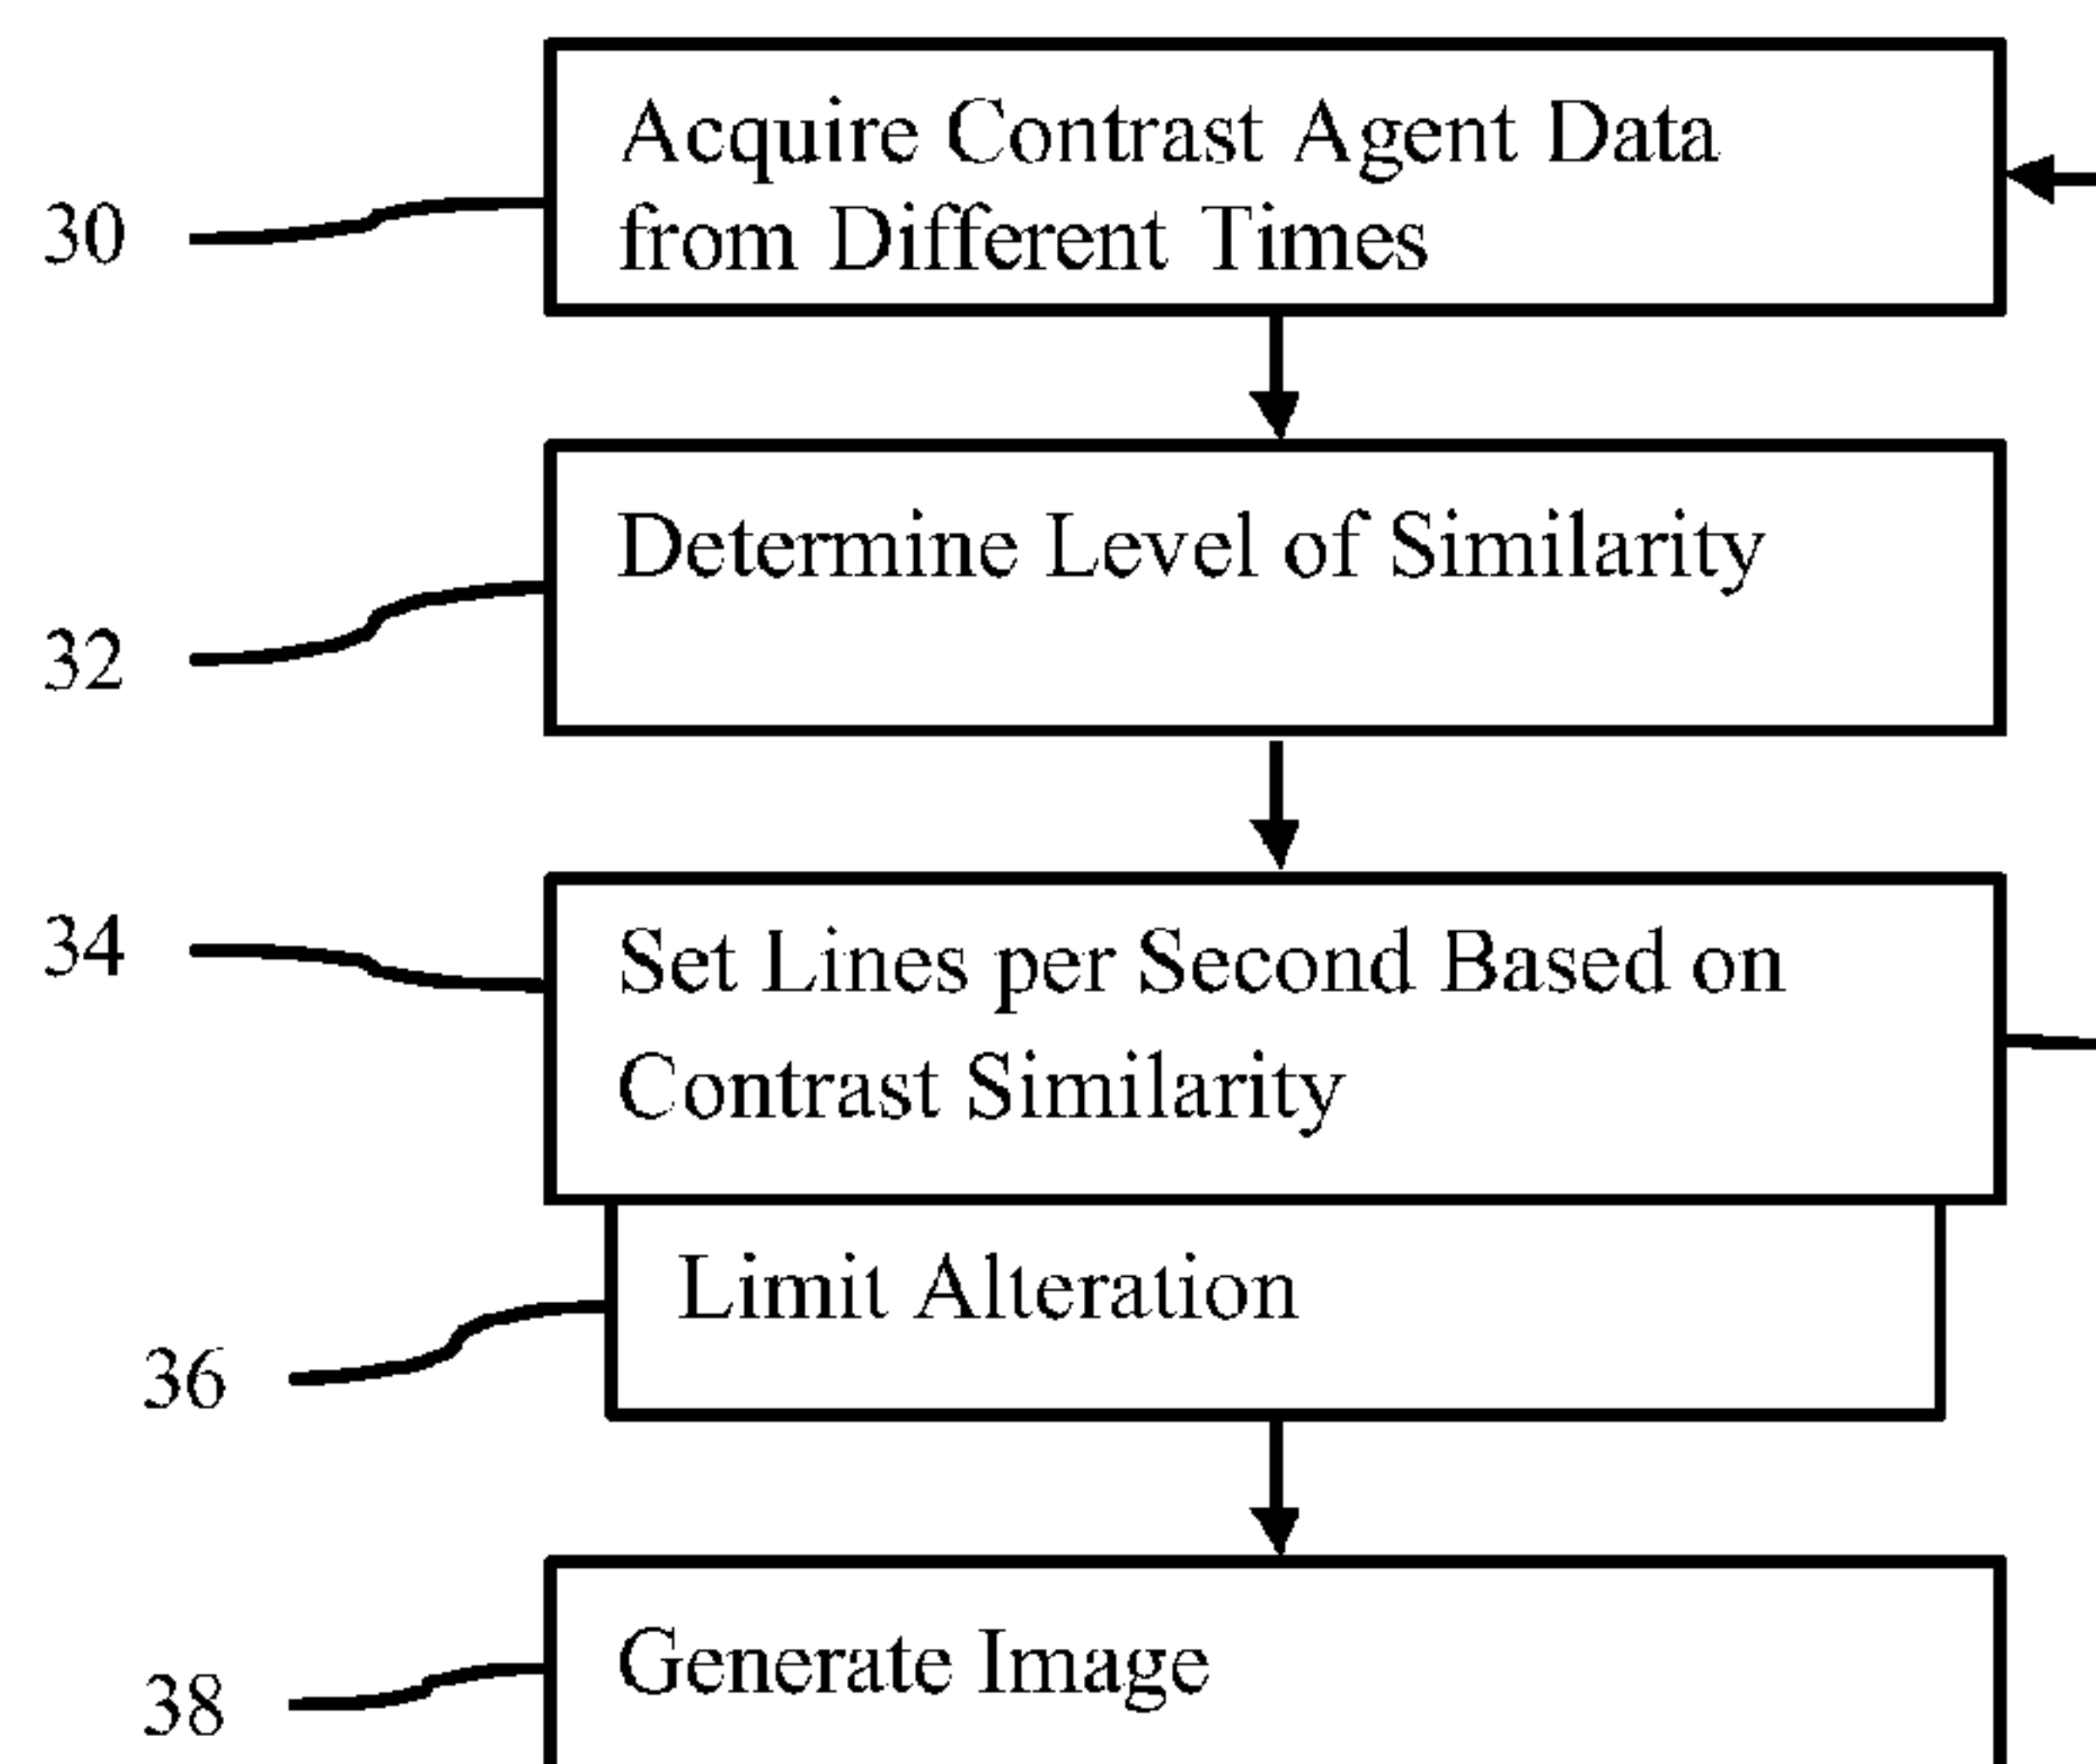 30
Acquire Contrast Agent Data
from Different Times
32
Determine Level of Similarity
34
Set Lines per Second Based on
Contrast Similarity
36
Limit Alteration
38
Generate Image